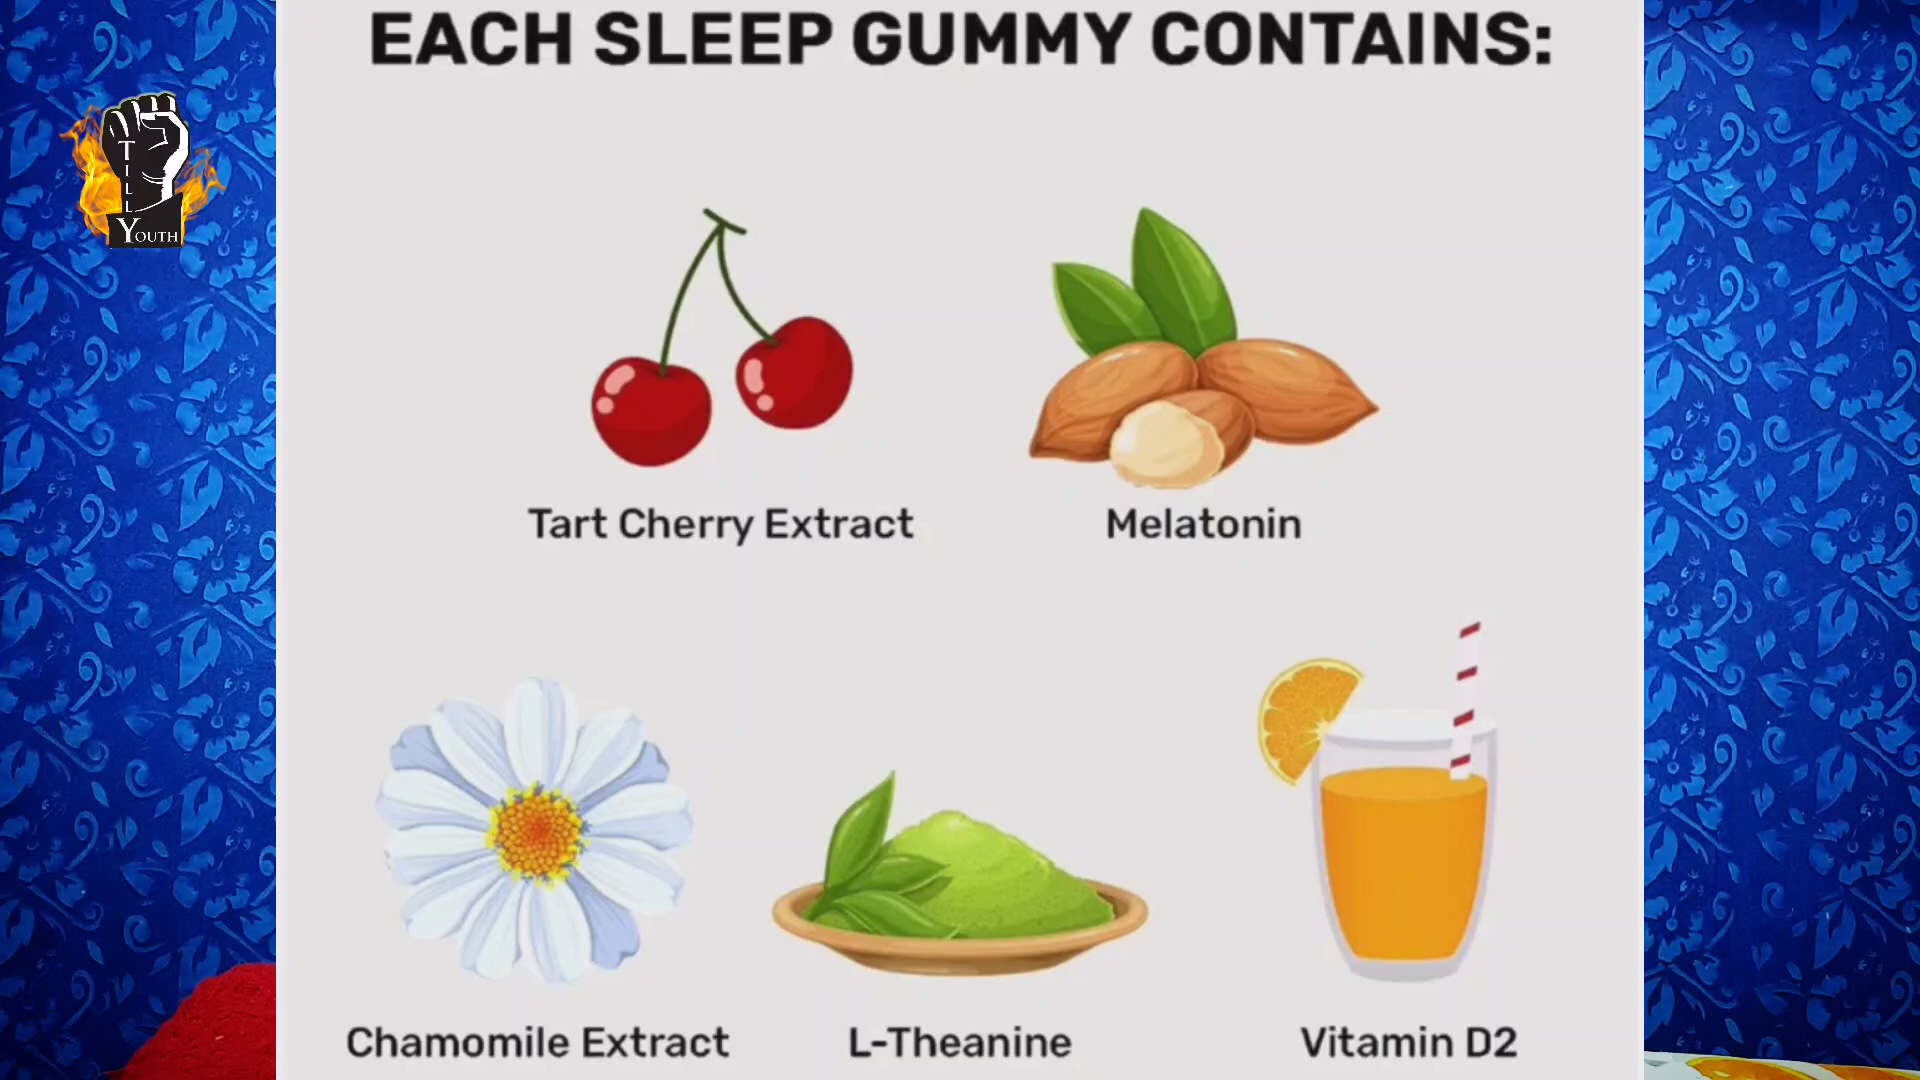 EACH SLEEP GUMMY CONTAINS:
TILL
YOUTH
Tart Cherry Extract
Melatonin
Chamomile Extract
L-Theanine
Vitamin D2